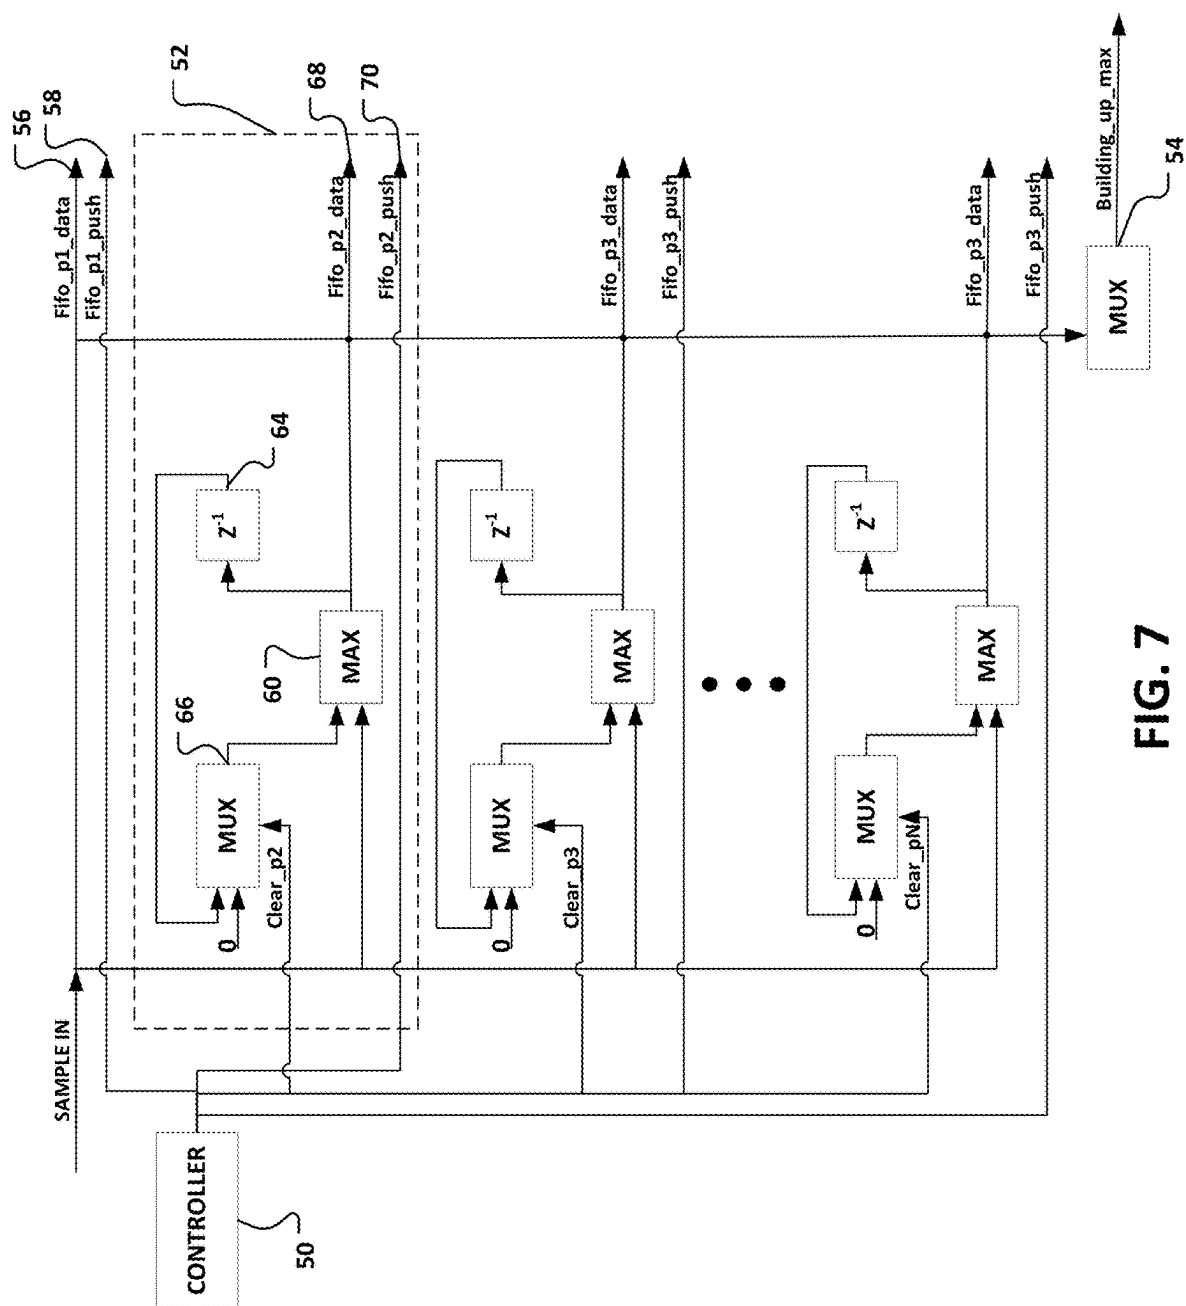 SAMPLE IN
Fifo_p1_data
56
Fifo_p1_push
58
52
CONTROLLER
50
0
MUX
66
Clear_p2
Z-1
64
MAX
60
Fifo_p2_data
68
Fifo_p2_push
70
0
MUX
Clear_p3
Z-1
MAX
Fifo_p3_data
Fifo_p3_push
0
MUX
Clear_pN
Z-1
MAX
Fifo_p3_data
Fifo_p3_push
MUX
54
Building_up_max
FIG. 7